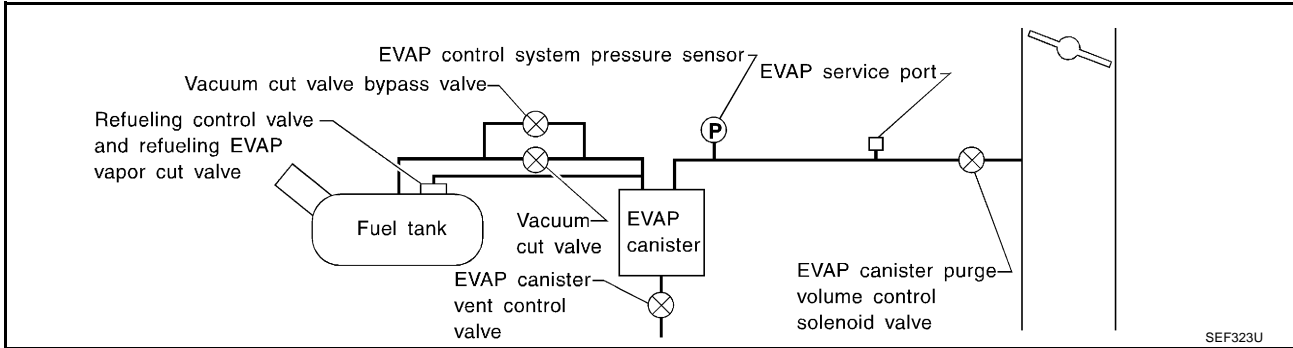 EVAP control system pressure sensor
EVAP service port
Vacuum cut valve bypass valve
Refueling control valve
and refueling EVAP
vapor cut valve
P
Fuel tank
Vacuum
cut valve
EVAP
canister
EVAP canister
vent control
valve
EVAP canister purge
volume control
solenoid valve
SEF323U